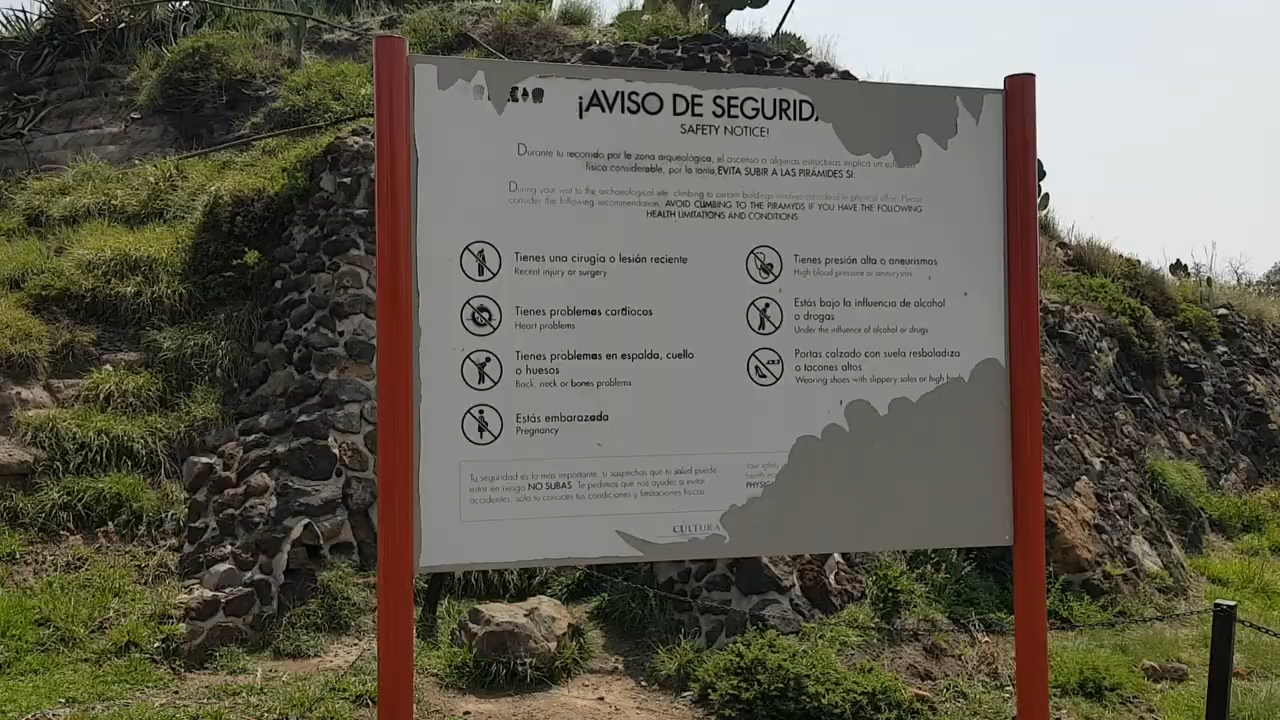 ¡AVISO DE SEGURID
SAFETY NOTICE!
Durante tu recorrido por la zona arqueológica, el ascenso a algunas estructuras implica un
físico considerable, por lo tanto, EVITA SUBIR A LAS PIRÁMIDES SI:
During your visit to the archaeological site, climbing to certain buildings involves considerable physical effort. Please
consider the following recommendation, AVOID CLIMBING TO THE PIRAMYDS IF YOU HAVE THE FOLLOWING
HEALTH LIMITATIONS AND CONDITIONS:
Tienes una cirugía o lesión reciente
Recent injury or surgery
Tienes problemas cardíacos
Heart problems
Tienes problemas en espalda, cuello
o huesos
Back, neck or bones problems
Estás embarazada
Pregnancy
Tienes presión alta o aneurismas
High blood pressure or aneurysms
Estás bajo la influencia de alcohol
o drogas
Under the influence of alcohol or drugs
Portas calzado con suela resbaladiza
o tacones altos
Wearing shoes with slippery soles or high
Tu seguridad es lo más importante, si sospechas que tu salud puede
estar en riesgo NO SUBAS. Te pedimos que nos ayudes a evitar
accidentes, sólo tu conoces tus condiciones y limitaciones físicas
Your safety
health
CULTURA